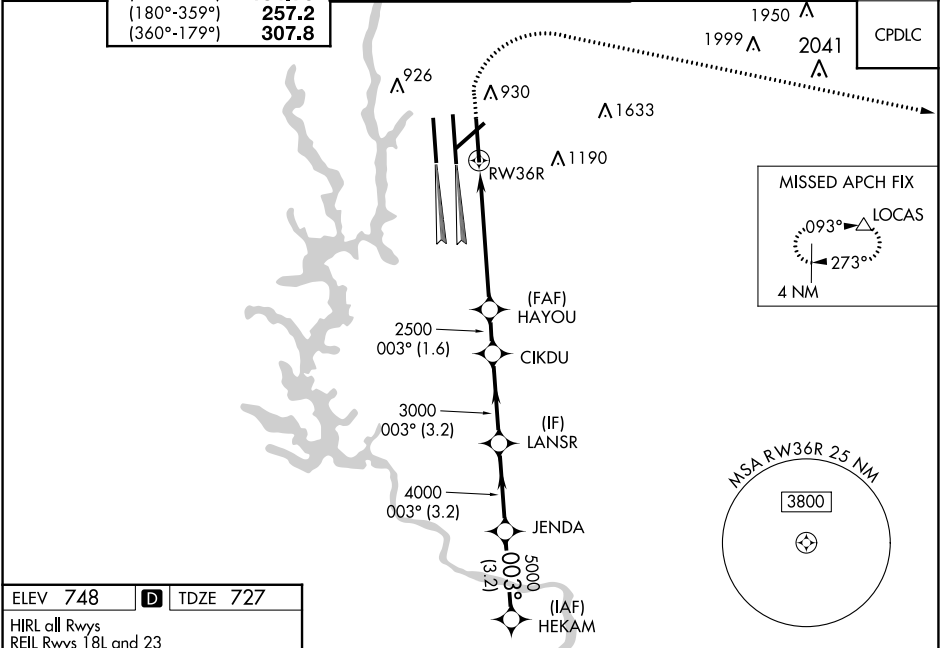 (180°-359°) 257.2
(360°-179°) 307.8
1950
1999
2041
CPDLC
926
930
1633
1190
RW36R
MISSED APCH FIX
LOCAS
093°
273°
4 NM
(FAF)
HAYOU
2500
003° (1.6)
CIKDU
3000
003° (3.2)
(IF)
LANSR
4000
003° (3.2)
JENDA
5000
003°
(3.2)
(IAF)
HEKAM
MSA RW36R 25 NM
3800
ELEV 748 D TDZE 727
HIRL all Rwys
REIL Rwys 18L and 23